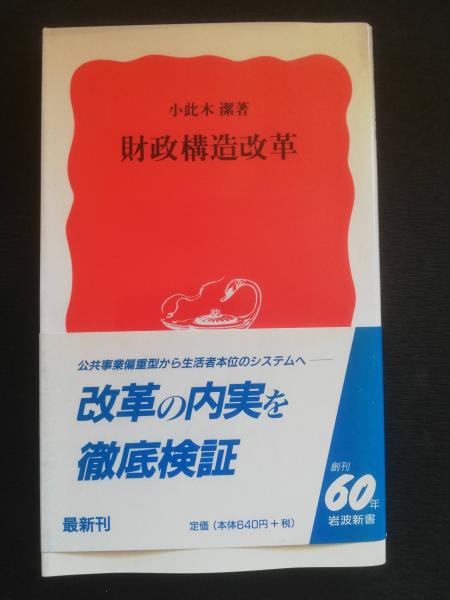 小此木 潔著
財政構造改革
公共事業偏重型から生活者本位のシステムへ──
改革の内実を
徹底検証
最新刊
定価（本体640円＋税）
創刊
60年
岩波新書